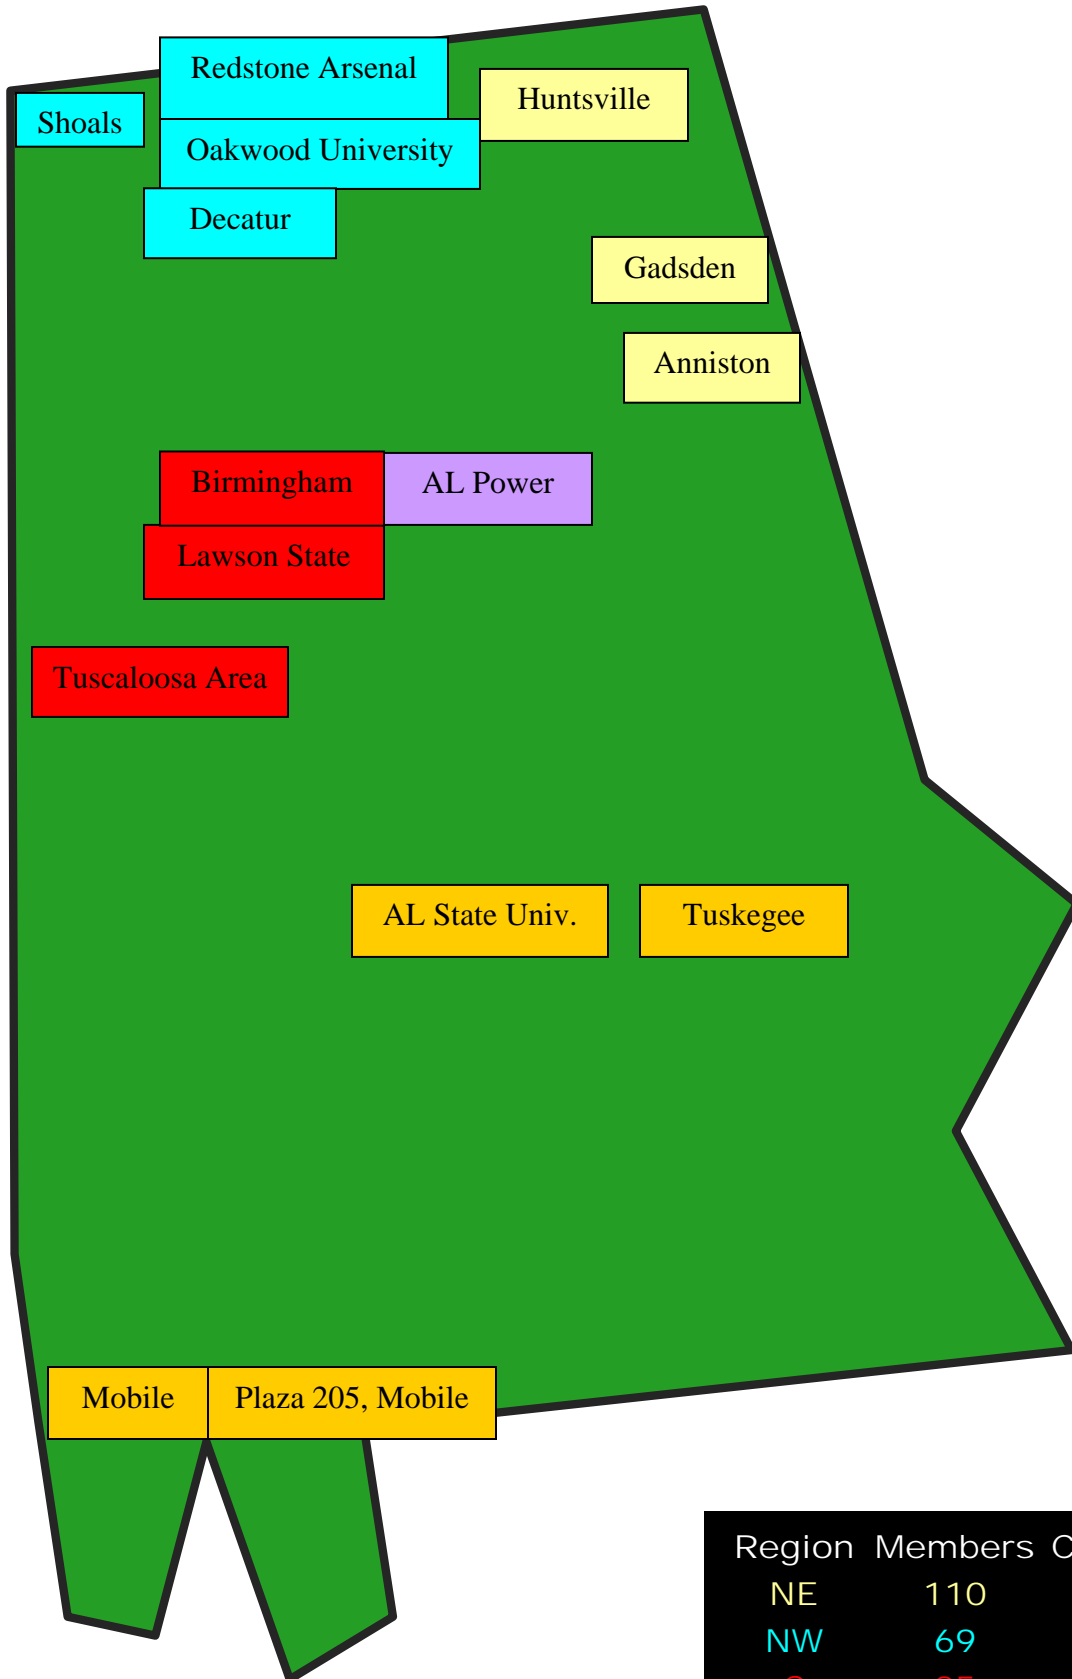 Redstone Arsenal
Huntsville
Shoals
Oakwood University
Decatur
Gadsden
Anniston
Birmingham
AL Power
Lawson State
Tuscaloosa Area
AL State Univ.
Tuskegee
Mobile
Plaza 205, Mobile
Region Members
NE 110
NW 69